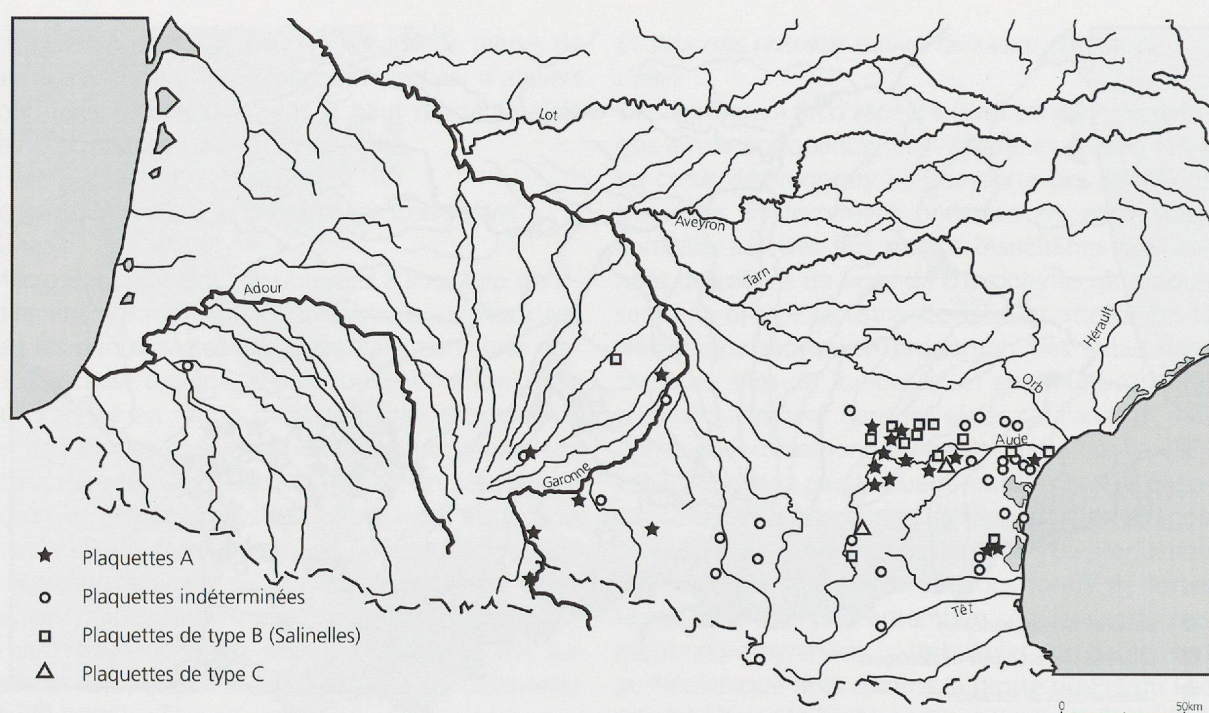 Lot
Aveyron
Tarn
Adour
Hérault
Orb
Aude
Garonne
Têt
Plaquettes A
Plaquettes indéterminées
Plaquettes de type B (Salinelles)
Plaquettes de type C
0 50km